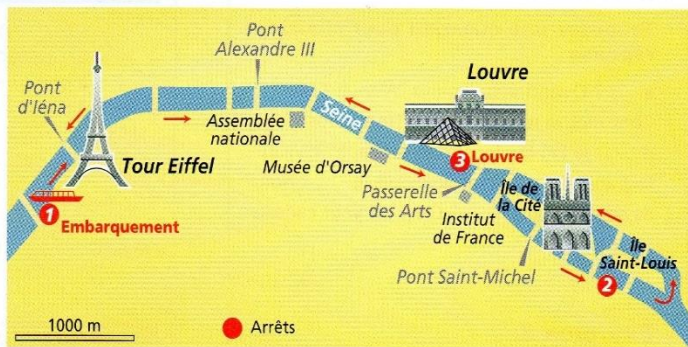 Pont
Alexandre III
Pont
d'Iéna
Louvre
Seine
Assemblée
nationale
Tour Eiffel
Musée d'Orsay
3 Louvre
Passerelle
des Arts
Île de
la Cité
1 Embarquement
Institut
de France
Île
Saint-Louis
Pont Saint-Michel
2
1000 m
Arrêts